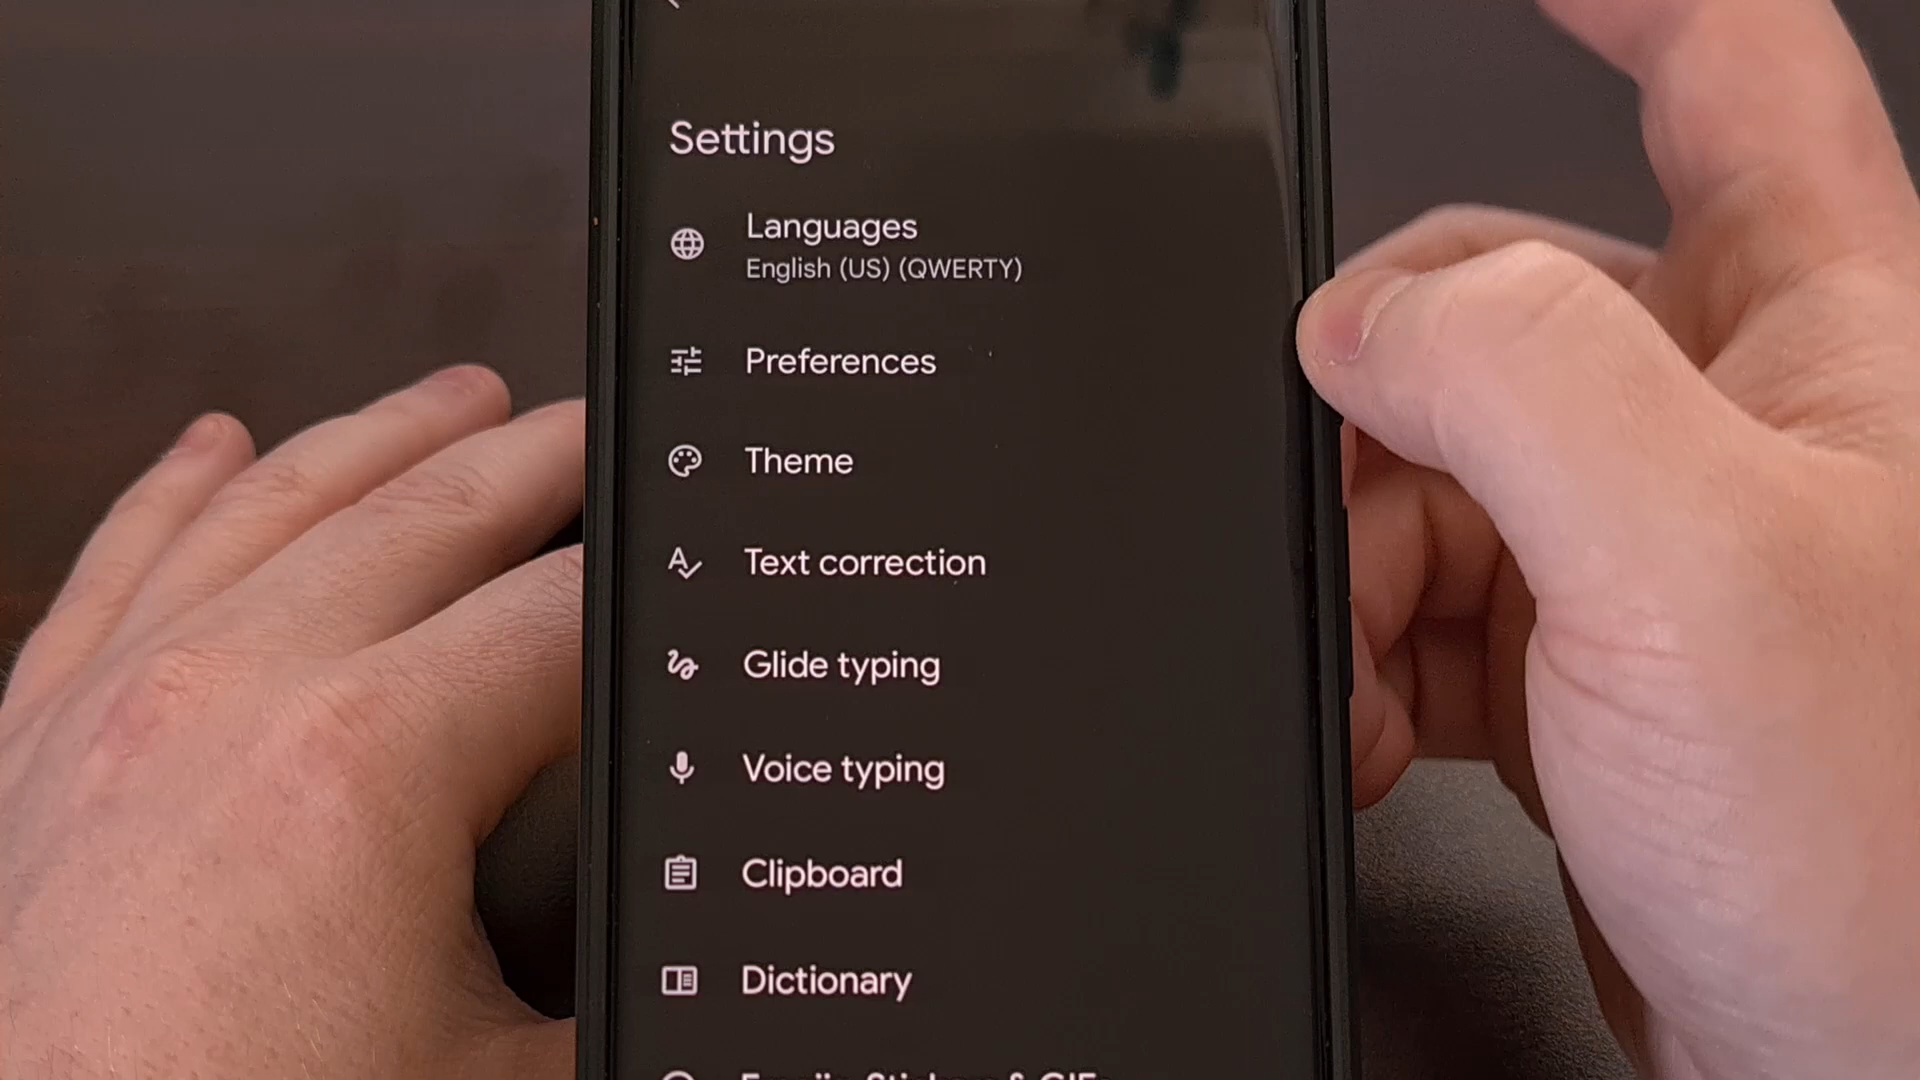 Settings
Languages
English (US) (QWERTY)
Preferences
Theme
Text correction
Glide typing
Voice typing
Clipboard
Dictionary